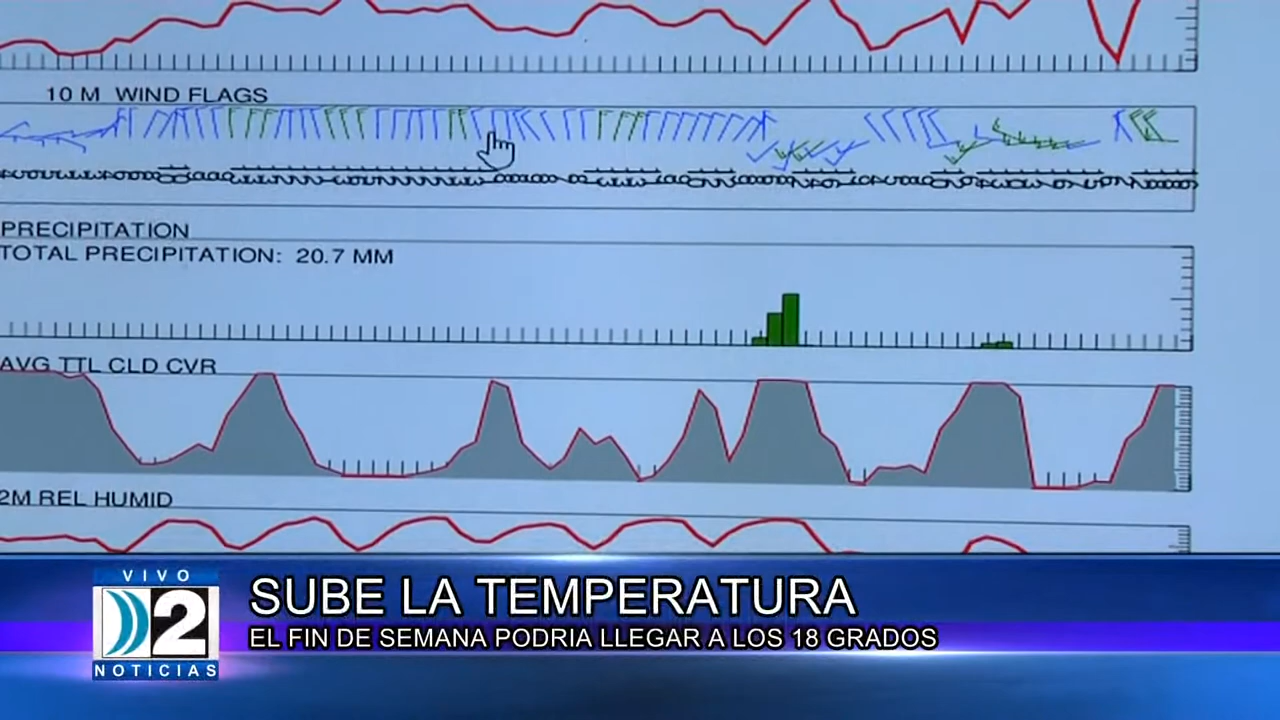 10 M WIND FLAGS
PRECIPITATION
TOTAL PRECIPITATION: 20.7 MM
AVG TTL CLD CVR
2M REL HUMID
VIVO
2
NOTICIAS
SUBE LA TEMPERATURA
EL FIN DE SEMANA PODRIA LLEGAR A LOS 18 GRADOS